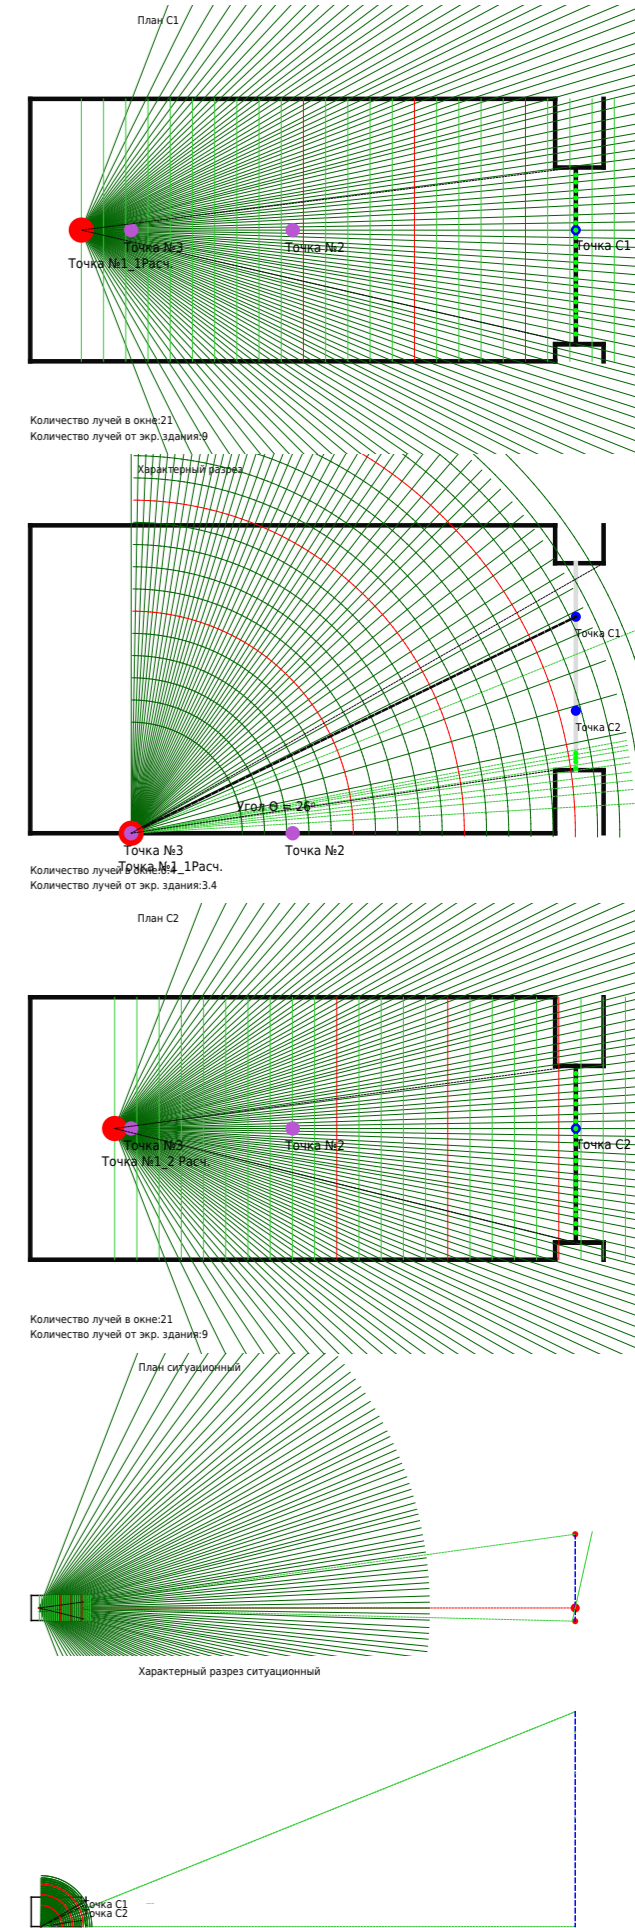 План С1
Точка №3
Точка №2
Точка С1
Точка №1_1Расч.
Количество лучей в окне:21
Количество лучей от экр. здания:9
Характерный разрез
Точка С1
Точка С2
Угол Θ = 26°
Точка №3
Точка №2
Точка №1_1Расч.
Количество лучей в окне:
Количество лучей от экр. здания:3.4
План С2
Точка №3
Точка №2
Точка С2
Точка №1_2 Расч.
Количество лучей в окне:21
Количество лучей от экр. здания:9
План ситуационный
Характерный разрез ситуационный
Точка С1
Точка С2